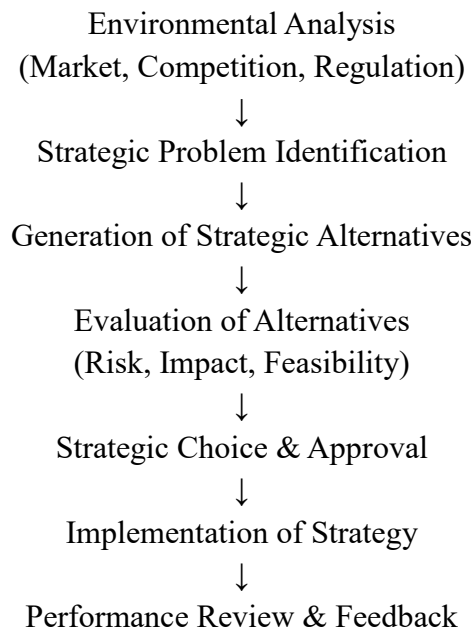 Environmental Analysis
(Market, Competition, Regulation)
↓
Strategic Problem Identification
↓
Generation of Strategic Alternatives
↓
Evaluation of Alternatives
(Risk, Impact, Feasibility)
↓
Strategic Choice & Approval
↓
Implementation of Strategy
↓
Performance Review & Feedback